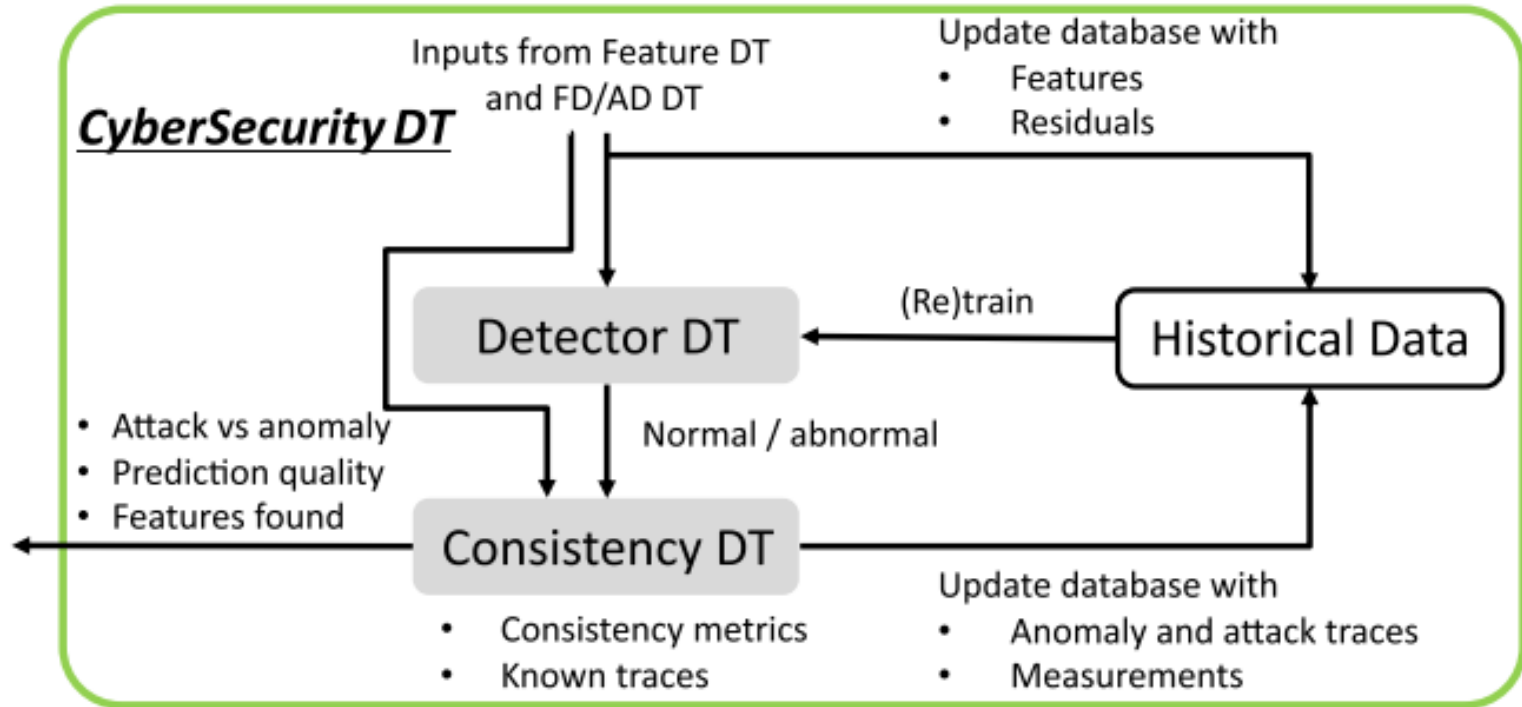 Inputs from Feature DT
and FD/AD DT
Update database with
• Features
• Residuals
CyberSecurity DT
Detector DT
(Re)train
Historical Data
Normal / abnormal
• Attack vs anomaly
• Prediction quality
• Features found
Consistency DT
• Consistency metrics
• Known traces
Update database with
• Anomaly and attack traces
• Measurements